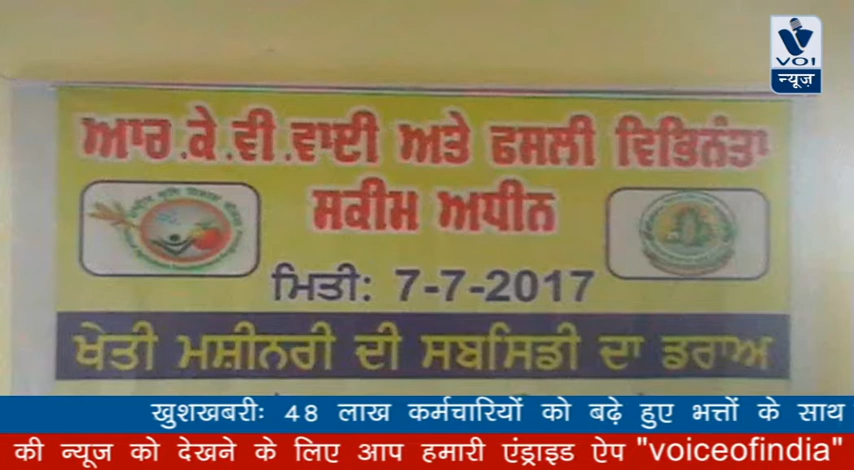 VOI
न्यूज़
ਆਰ.ਕੇ.ਵੀ.ਵਾਈ ਅਤੇ ਫਸਲੀ ਵਿਭਿਨੰਤਾ
ਸਕੀਮ ਅਧੀਨ
ਮਿਤੀ: 7-7-2017
ਖੇਤੀ ਮਸ਼ੀਨਰੀ ਦੀ ਸਬਸਿਡੀ ਦਾ ਡਰਾਅ
खुशखबरीः 48 लाख कर्मचारियों को बढ़े हुए भत्तों के साथ
की न्यूज को देखने के लिए आप हमारी एंड्राइड ऐप "voiceofindia"